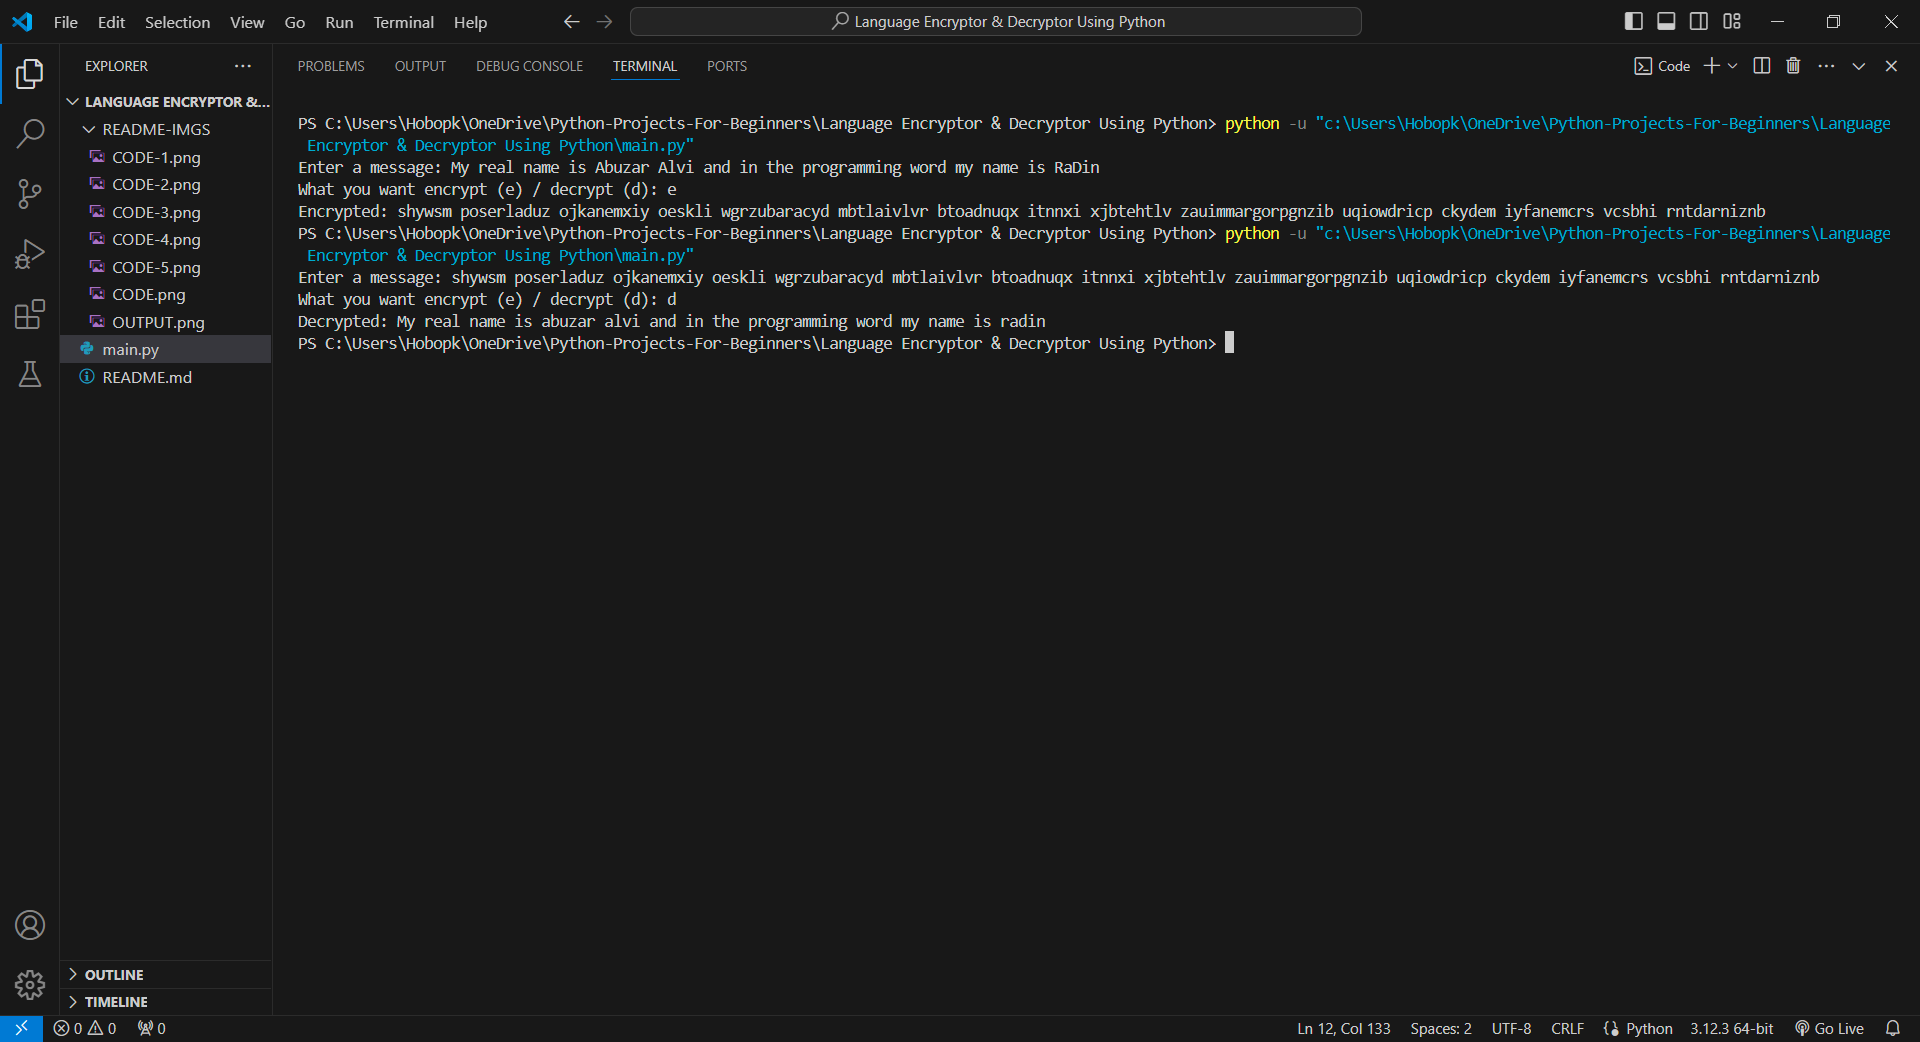 File Edit Selection View Go Run Terminal Help
Language Encryptor & Decryptor Using Python
EXPLORER
LANGUAGE ENCRYPTOR &...
README-IMGS
CODE-1.png
CODE-2.png
CODE-3.png
CODE-4.png
CODE-5.png
CODE.png
OUTPUT.png
main.py
README.md
OUTLINE
TIMELINE
PROBLEMS OUTPUT DEBUG CONSOLE TERMINAL PORTS
Code
PS C:\Users\Hobopk\OneDrive\Python-Projects-For-Beginners\Language Encryptor & Decryptor Using Python> python -u "c:\Users\Hobopk\OneDrive\Python-Projects-For-Beginners\Language
Encryptor & Decryptor Using Python\main.py"
Enter a message: My real name is Abuzar Alvi and in the programming word my name is RaDin
What you want encrypt (e) / decrypt (d): e
Encrypted: shywsm poserladuz ojkanemxiy oeskli wgrzubaracyd mbtlaivlvr btoadnuqx itnnxi xjbtehtlv zauimmargorpgnzib uqiowdricp ckydem iyfanemcrs vcsbhi rntdarniznb
PS C:\Users\Hobopk\OneDrive\Python-Projects-For-Beginners\Language Encryptor & Decryptor Using Python> python -u "c:\Users\Hobopk\OneDrive\Python-Projects-For-Beginners\Language
Encryptor & Decryptor Using Python\main.py"
Enter a message: shywsm poserladuz ojkanemxiy oeskli wgrzubaracyd mbtlaivlvr btoadnuqx itnnxi xjbtehtlv zauimmargorpgnzib uqiowdricp ckydem iyfanemcrs vcsbhi rntdarniznb
What you want encrypt (e) / decrypt (d): d
Decrypted: My real name is abuzar alvi and in the programming word my name is radin
PS C:\Users\Hobopk\OneDrive\Python-Projects-For-Beginners\Language Encryptor & Decryptor Using Python>
0 0 0
Ln 12, Col 133 Spaces: 2 UTF-8 CRLF Python 3.12.3 64-bit Go Live